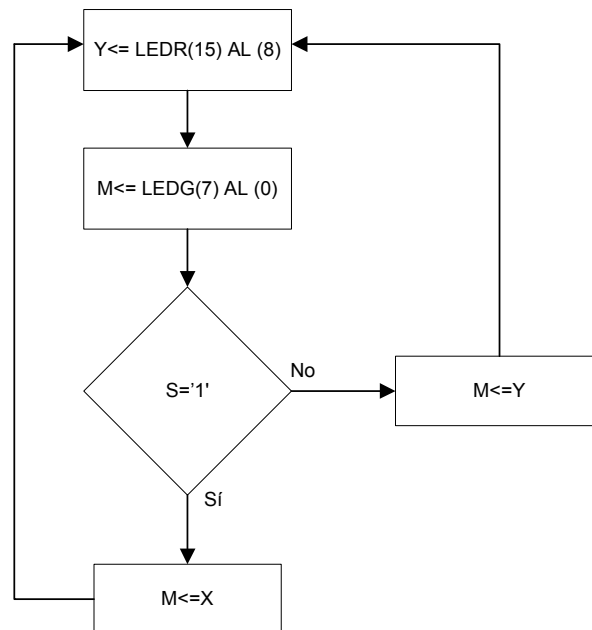 Y<= LEDR(15) AL (8)
M<= LEDG(7) AL (0)
S='1'
No
M<=Y
Sí
M<=X